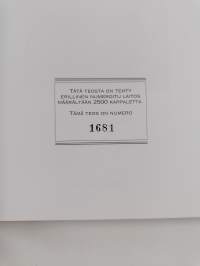 TÄTÄ TEOSTA ON TEHTY
ERILLINEN NUMEROITU LAITOS
MÄÄRÄLTÄÄN 2500 KAPPALETTA
TÄMÄ TEOS ON NUMERO
1681